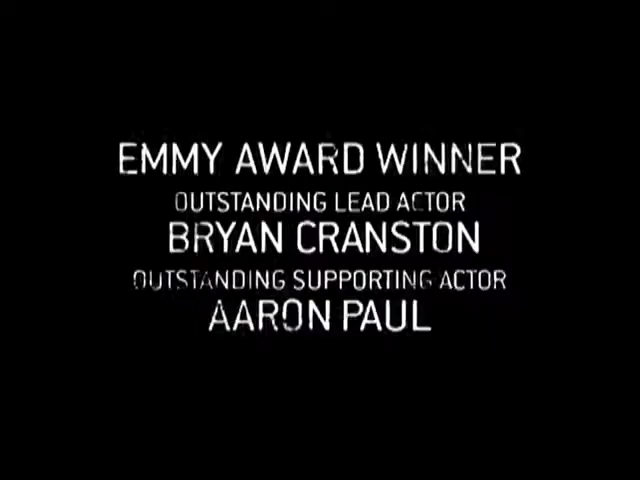 EMMY AWARD WINNER
OUTSTANDING LEAD ACTOR
BRYAN CRANSTON
OUTSTANDING SUPPORTING ACTOR
AARON PAUL